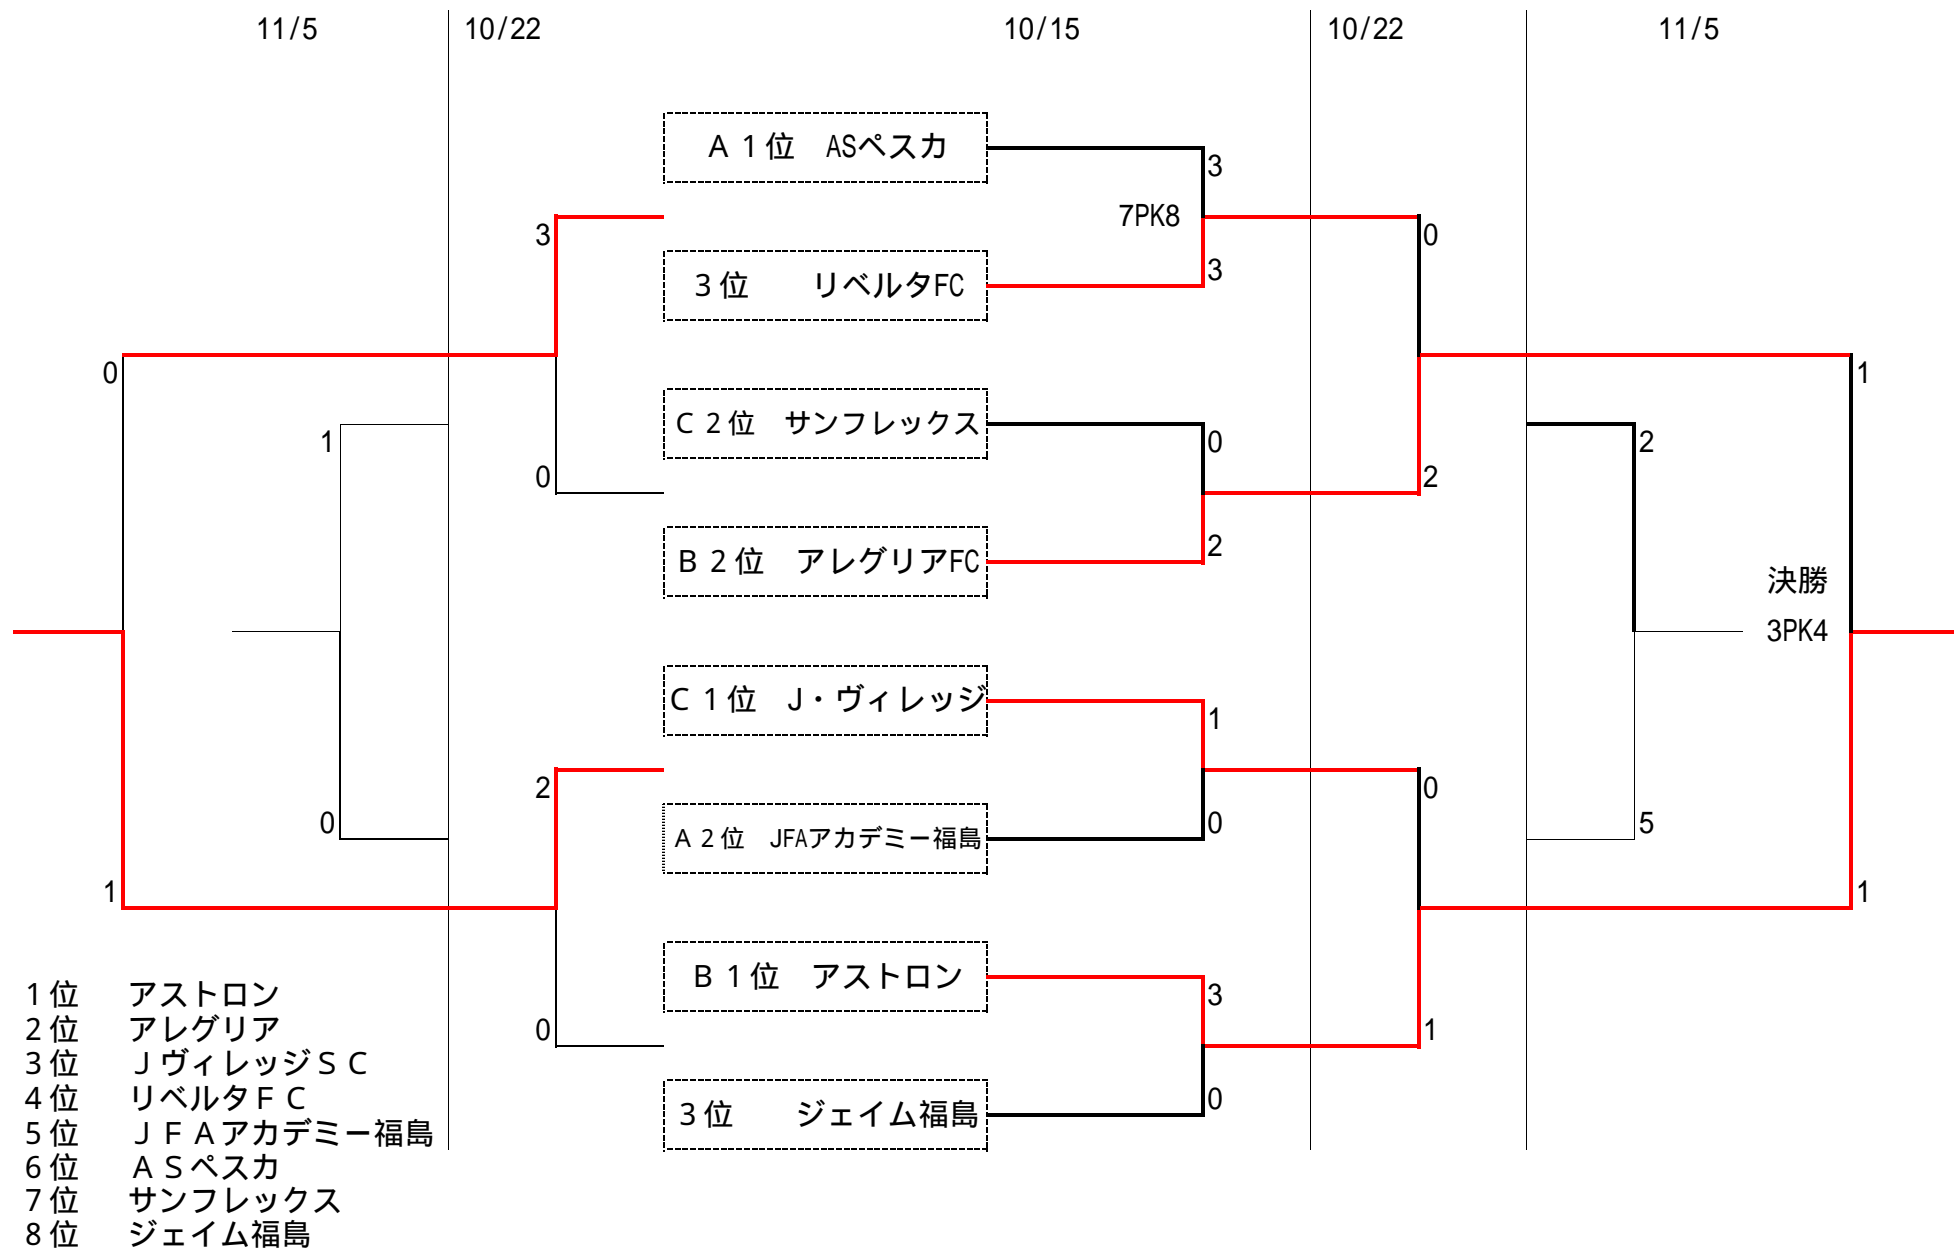 11/5 10/22 10/15 10/22 11/5
A 1位 ASペスカ
3
7PK8
3 0
3位 リベルタFC
3
0 1
C 2位 サンフレックス
1 0 2
0 2
B 2位 アレグリアFC
2
決勝
3PK4
C 1位 J・ヴィレッジ
1
2 0
A 2位 JFAアカデミー福島
0 0 5
1 1
B 1位 アストロン
3
0 1
3位 ジェイム福島
0
1位 アストロン
2位 アレグリア
3位 JヴィレッジSC
4位 リベルタFC
5位 JFAアカデミー福島
6位 ASペスカ
7位 サンフレックス
8位 ジェイム福島